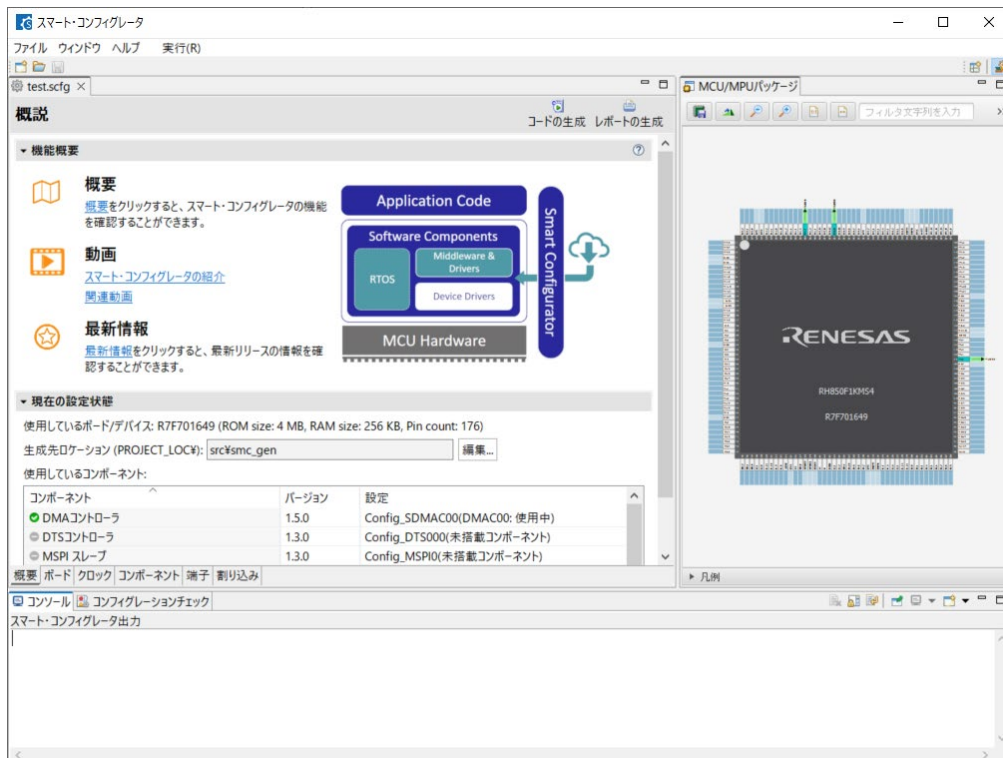 スマート・コンフィグレータ
ファイル ウィンドウ ヘルプ 実行(R)
test.scfg
概説
コードの生成 レポートの生成
機能概要
概要
概要をクリックすると、スマート・コンフィグレータの機能
を確認することができます。
動画
スマート・コンフィグレータの紹介
関連動画
最新情報
最新情報をクリックすると、最新リリースの情報を確
認することができます。
Application Code
Software Components
RTOS
Middleware &
Drivers
Device Drivers
MCU Hardware
Smart Configurator
現在の設定状態
使用しているボード/デバイス: R7F701649 (ROM size: 4 MB, RAM size: 256 KB, Pin count: 176)
生成先ロケーション (PROJECT_LOC¥): src¥smc_gen 編集...
使用しているコンポーネント:
コンポーネント バージョン 設定
DMAコントローラ 1.5.0 Config_SDMAC00(DMAC00: 使用中)
DTSコントローラ 1.3.0 Config_DTS000(未搭載コンポーネント)
MSPI スレーブ 1.3.0 Config_MSPI0(未搭載コンポーネント)
概要 ボード クロック コンポーネント 端子 割り込み
MCU/MPUパッケージ
フィルタ文字列を入力
RENESAS
RH850F1KMS4
R7F701649
凡例
コンソール コンフィグレーションチェック
スマート・コンフィグレータ出力